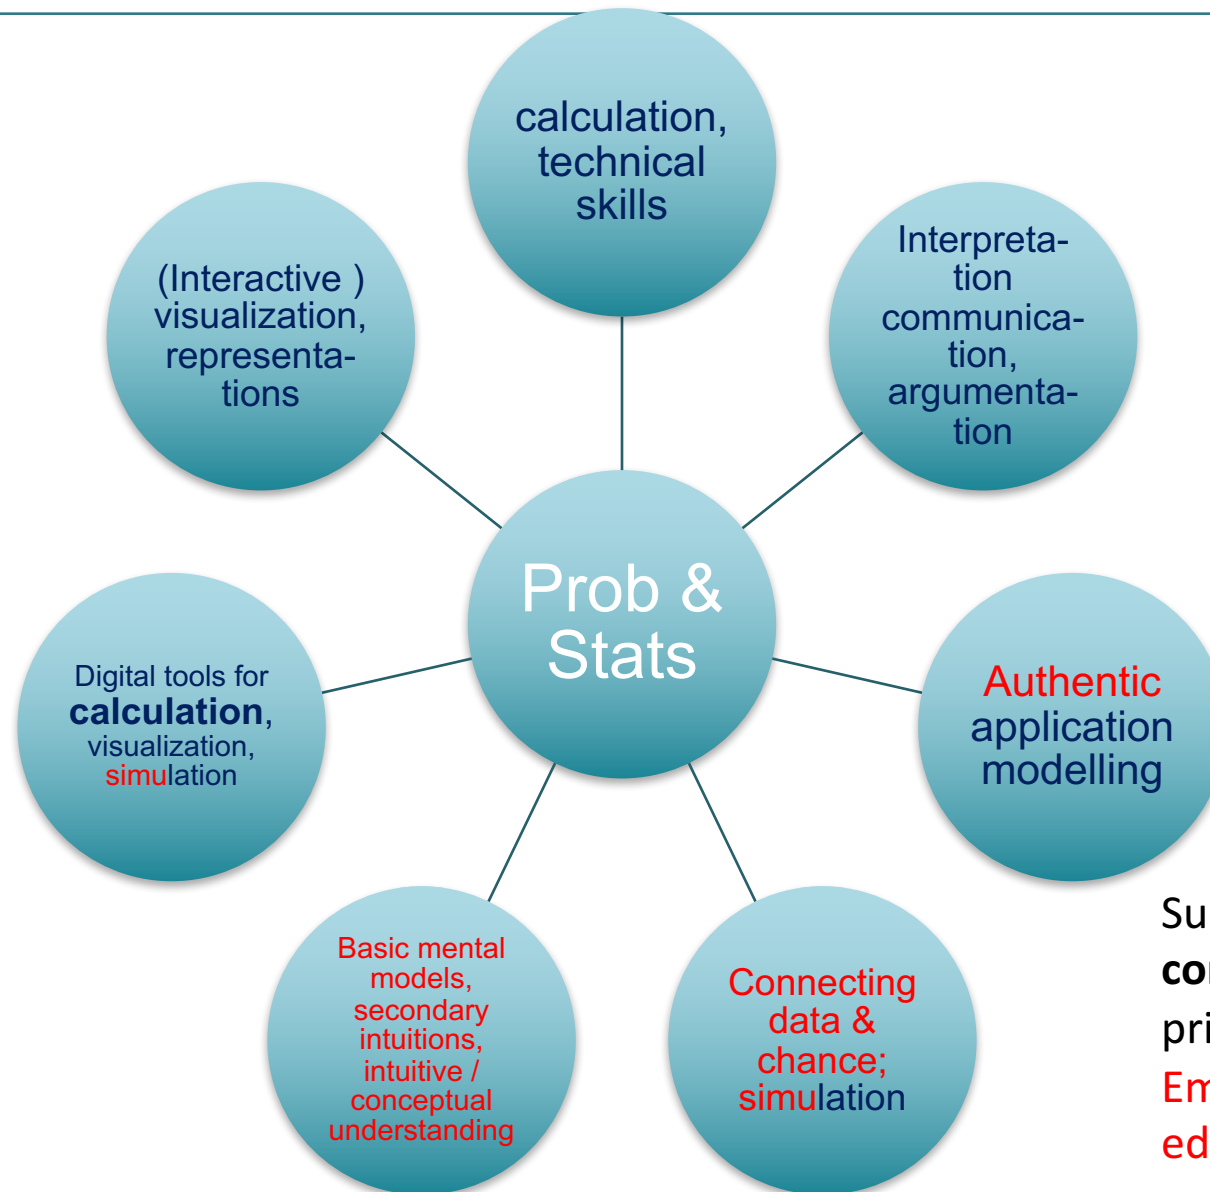 calculation,
technical
skills
Interpreta-
tion
communica-
tion,
argumenta-
tion
(Interactive )
visualization,
representa-
tions
Prob &
Stats
Digital tools for
calculation,
visualization,
simulation
Authentic
application
modelling
Basic mental
models,
secondary
intuitions,
intuitive /
conceptual
understanding
Connecting
data &
chance;
simulation